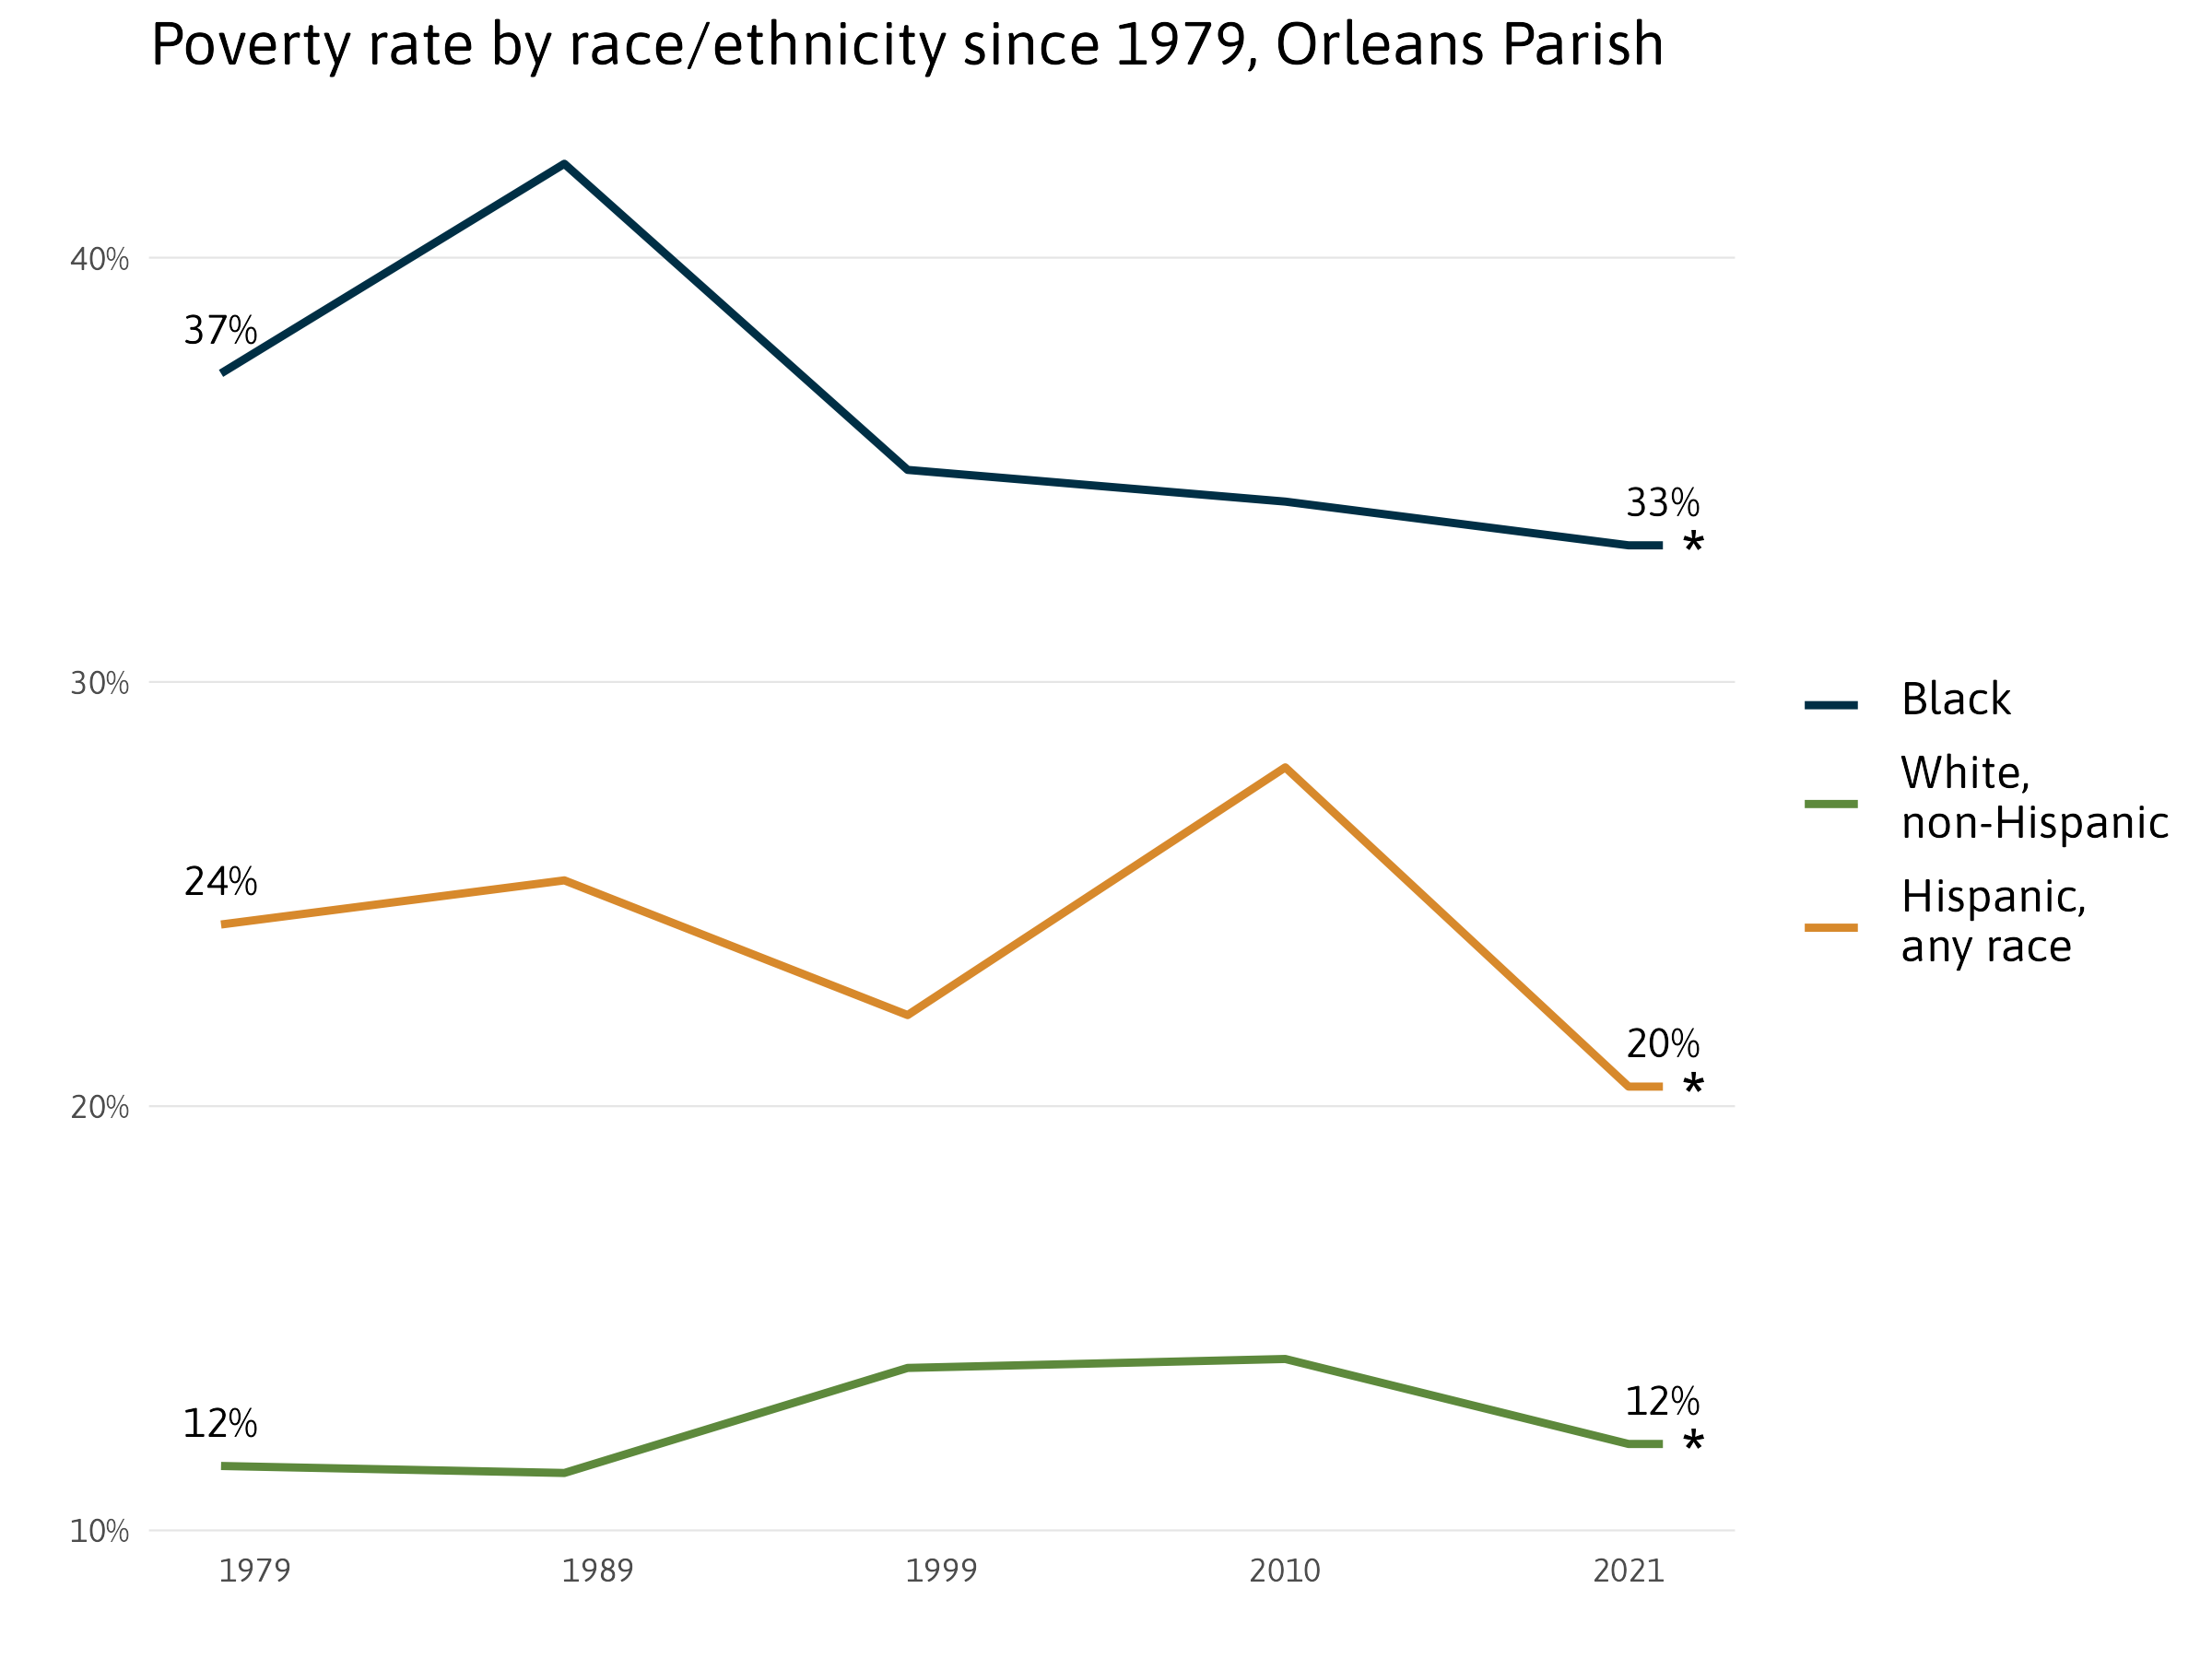 Poverty rate by race/ethnicity since 1979, Orleans Parish
40%
37%
33%
*
30%
Black
White,
non-Hispanic
Hispanic,
any race
24%
20%
*
20%
12%
12%
*
10%
1979 1989 1999 2010 2021